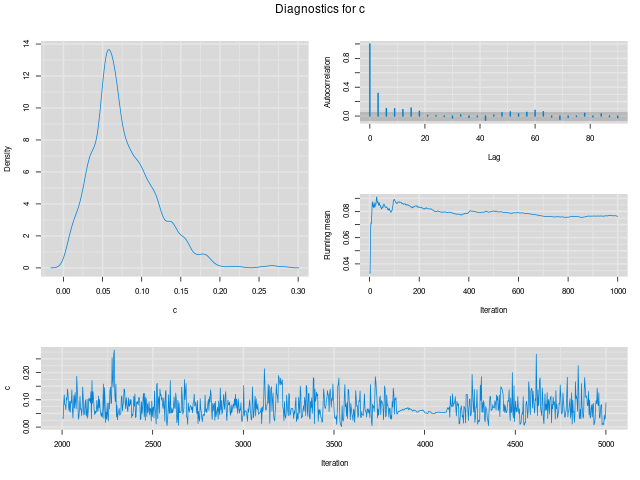 Diagnostics for c
Density
0 2 4 6 8 10 12 14
0.00 0.05 0.10 0.15 0.20 0.25 0.30
c
Autocorrelation
0.0 0.4 0.8
0 20 40 60 80
Lag
Running mean
0.04 0.06 0.08
0 200 400 600 800 1000
Iteration
c
0.00 0.10 0.20
2000 2500 3000 3500 4000 4500 5000
Iteration